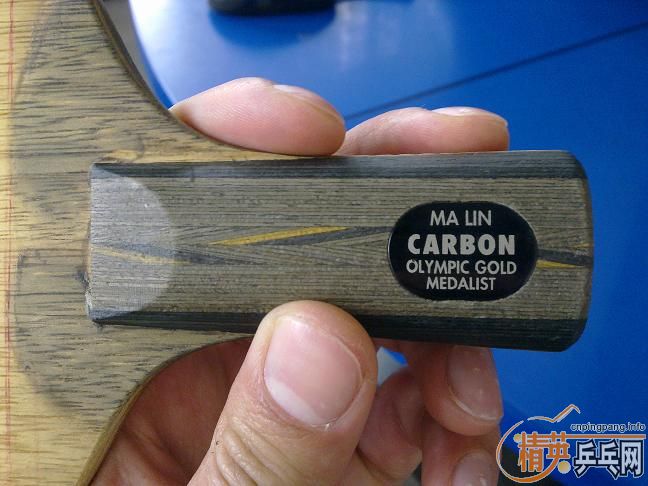 MA LIN
CARBON
OLYMPIC GOLD
MEDALIST
cnpingpang.info
精英乒乓网